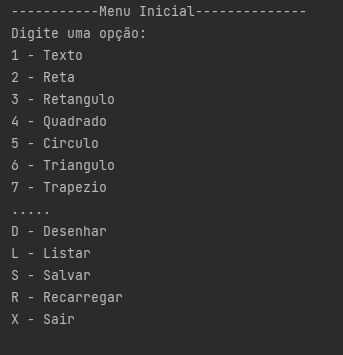 -----------Menu Inicial--------------
Digite uma opção:
1 - Texto
2 - Reta
3 - Retangulo
4 - Quadrado
5 - Circulo
6 - Triangulo
7 - Trapezio
.....
D - Desenhar
L - Listar
S - Salvar
R - Recarregar
X - Sair